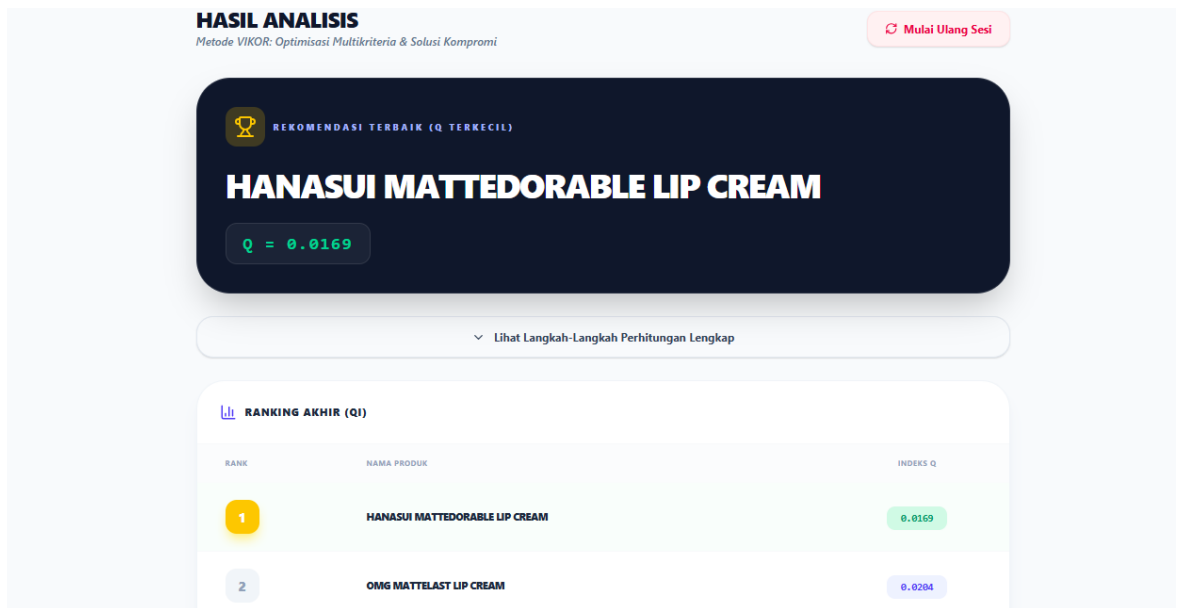 HASIL ANALISIS
Metode VIKOR: Optimisasi Multikriteria & Solusi Kompromi
Mulai Ulang Sesi
REKOMENDASI TERBAIK (Q TERKECIL)
HANASUI MATTEDORABLE LIP CREAM
Q = 0.0169
Lihat Langkah-Langkah Perhitungan Lengkap
RANKING AKHIR (QI)
RANK NAMA PRODUK INDEKS Q
1 HANASUI MATTEDORABLE LIP CREAM 0.0169
2 OMG MATTELAST LIP CREAM 0.0204